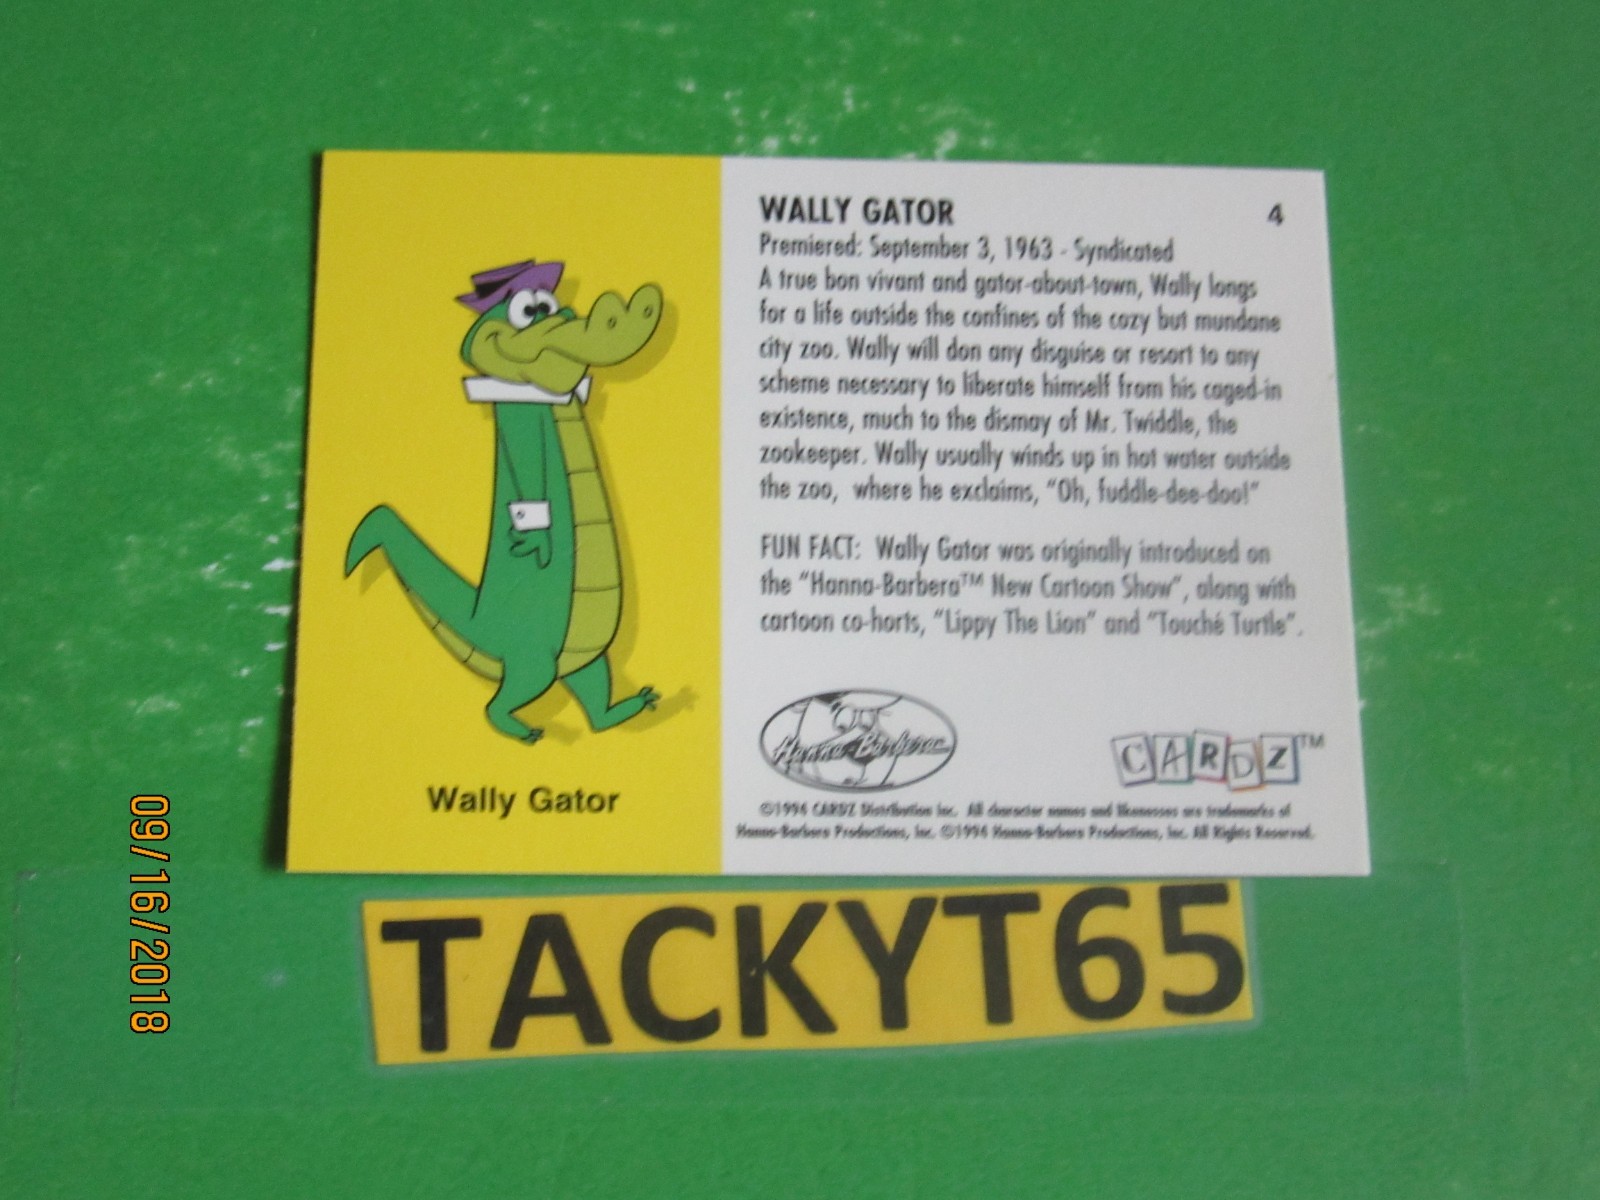 WALLY GATOR 4
Premiered: September 3, 1963 - Syndicated
A true bon vivant and gator-about-town, Wally longs
for a life outside the confines of the cozy but mundane
city zoo. Wally will don any disguise or resort to any
scheme necessary to liberate himself from his caged-in
existence, much to the dismay of Mr. Twiddle, the
zookeeper. Wally usually winds up in hot water outside
the zoo, where he exclaims, "Oh, fuddle-dee-doo!"
FUN FACT: Wally Gator was originally introduced on
the "Hanna-Barbera™ New Cartoon Show", along with
cartoon co-horts, "Lippy The Lion" and "Touché Turtle".
Hanna-Barbera
CARDZ™
©1994 CARDZ Distribution Inc. All character names and likenesses are trademarks of
Hanna-Barbera Productions, Inc. ©1994 Hanna-Barbera Productions, Inc. All Rights Reserved.
Wally Gator
TACKYT65
09/16/2018